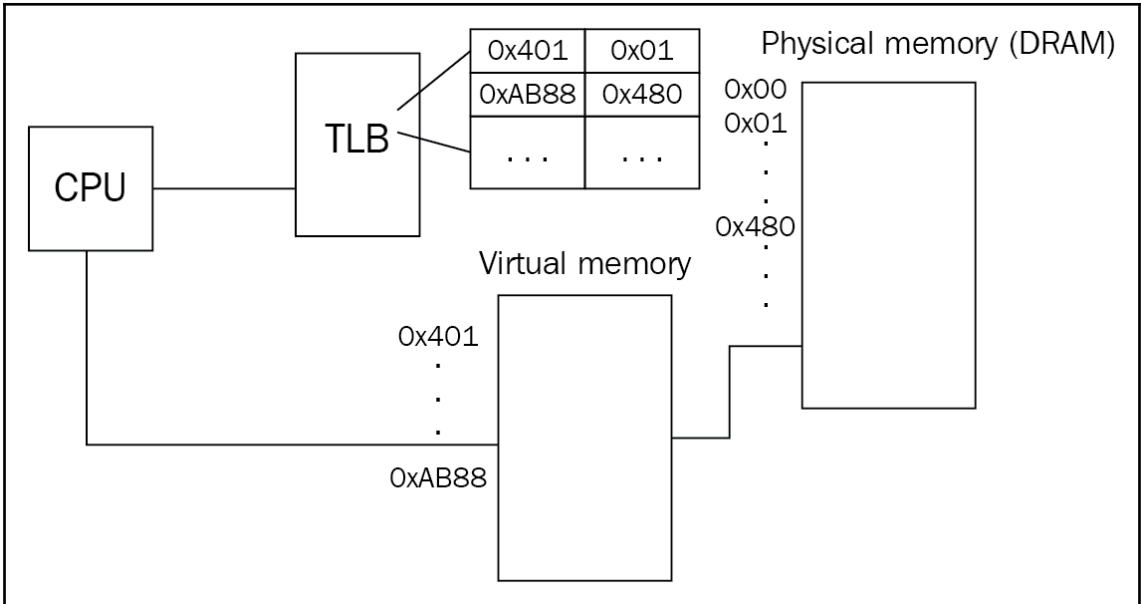 CPU
TLB
0x401 0x01
0xAB88 0x480
... ...
Physical memory (DRAM)
0x00
0x01
.
.
.
0x480
.
.
.
Virtual memory
0x401
.
.
.
0xAB88